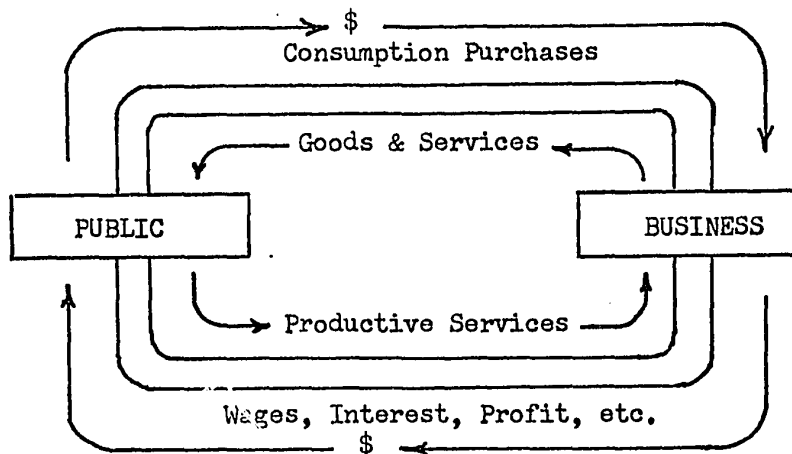 $
Consumption Purchases
Goods & Services
PUBLIC
BUSINESS
Productive Services
Wages, Interest, Profit, etc.
$